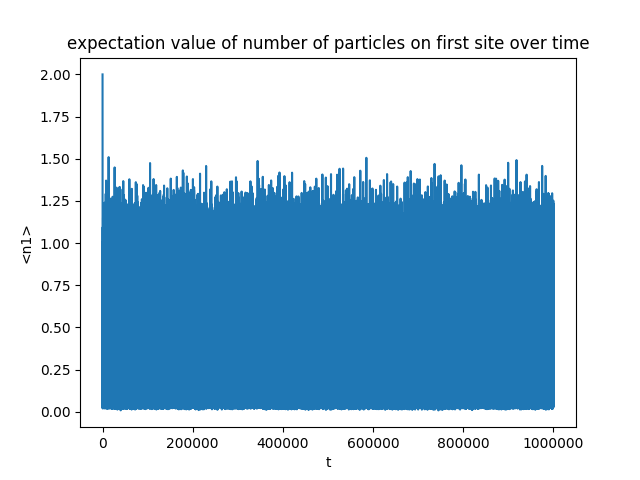 expectation value of number of particles on first site over time
2.00
1.75
1.50
1.25
1.00
0.75
0.50
0.25
0.00
<n1>
0 200000 400000 600000 800000 1000000
t